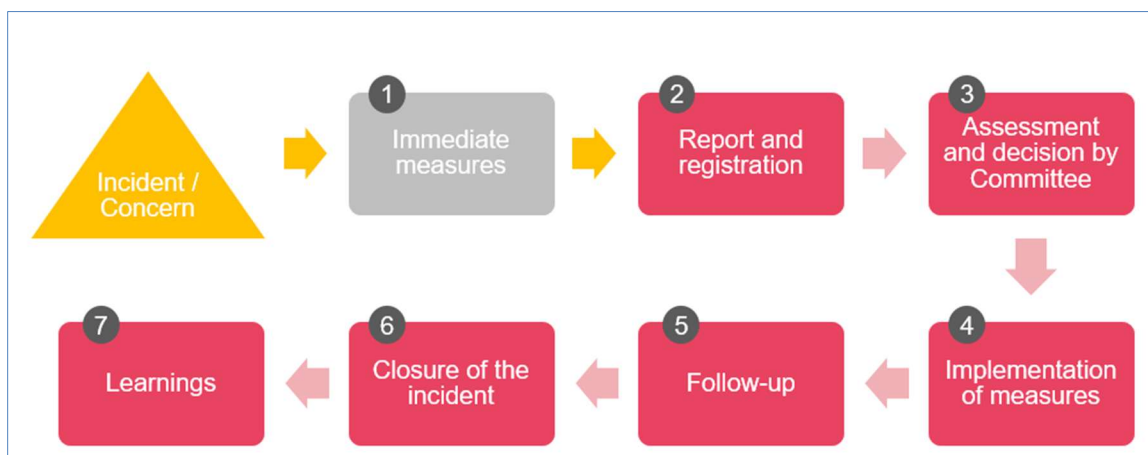 Incident /
Concern
1
Immediate
measures
2
Report and
registration
3
Assessment
and decision by
Committee
4
Implementation
of measures
5
Follow-up
6
Closure of the
incident
7
Learnings